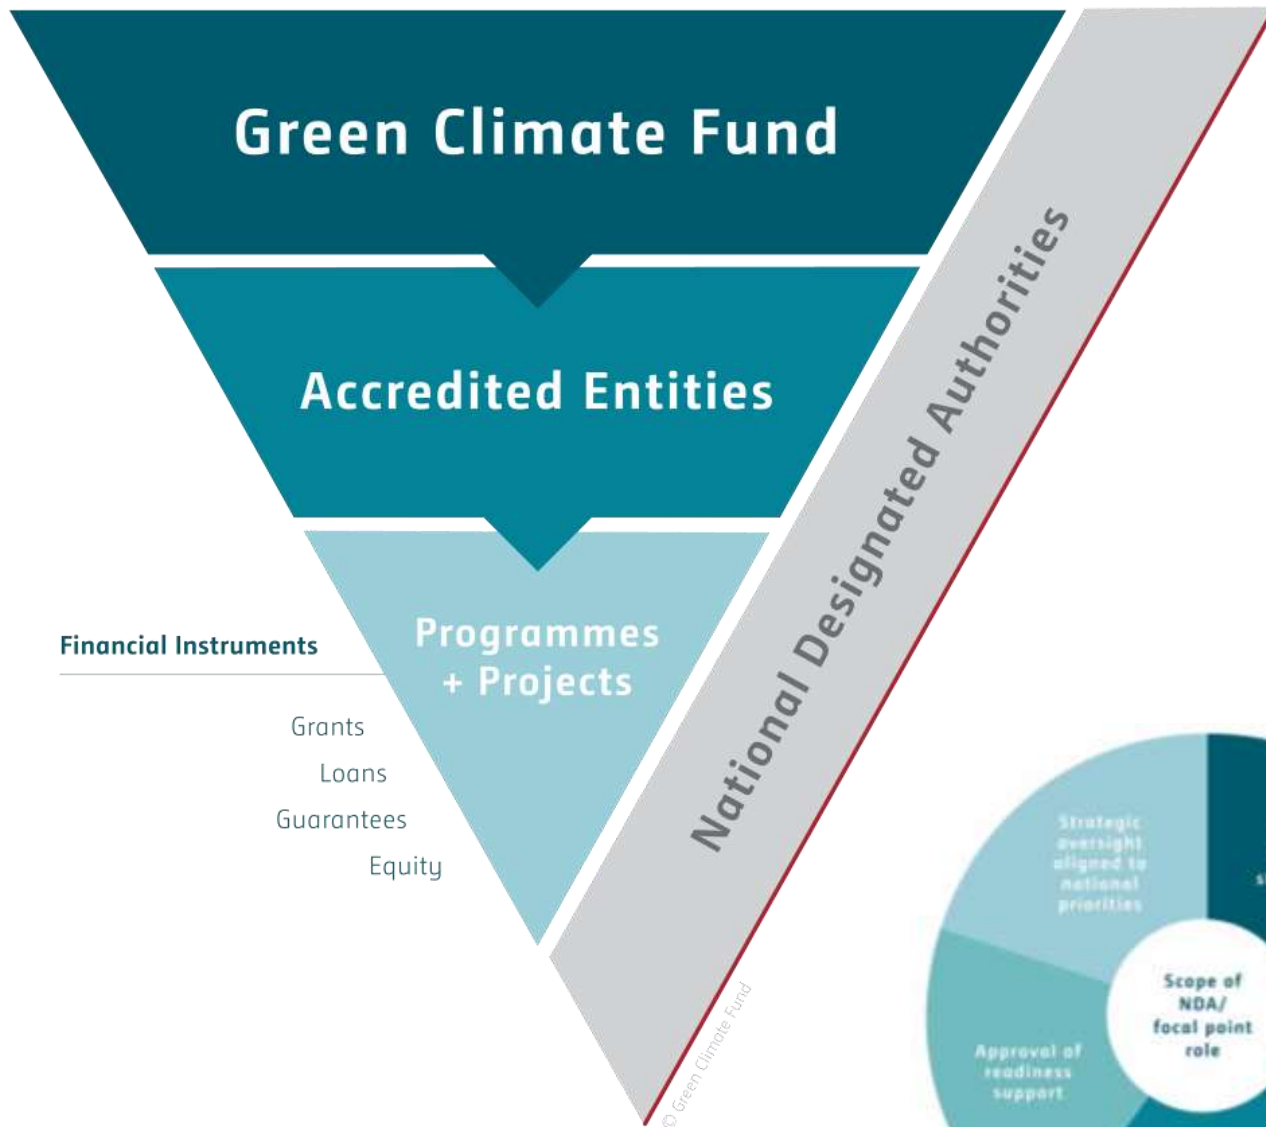 Green Climate Fund
Accredited Entities
Programmes
+ Projects
Financial Instruments
Grants
Loans
Guarantees
Equity
National Designated Authorities
© Green Climate Fund
Strategic
oversight
aligned to
national
priorities
Scope of
NDA/
focal point
role
Approval of
readiness
support